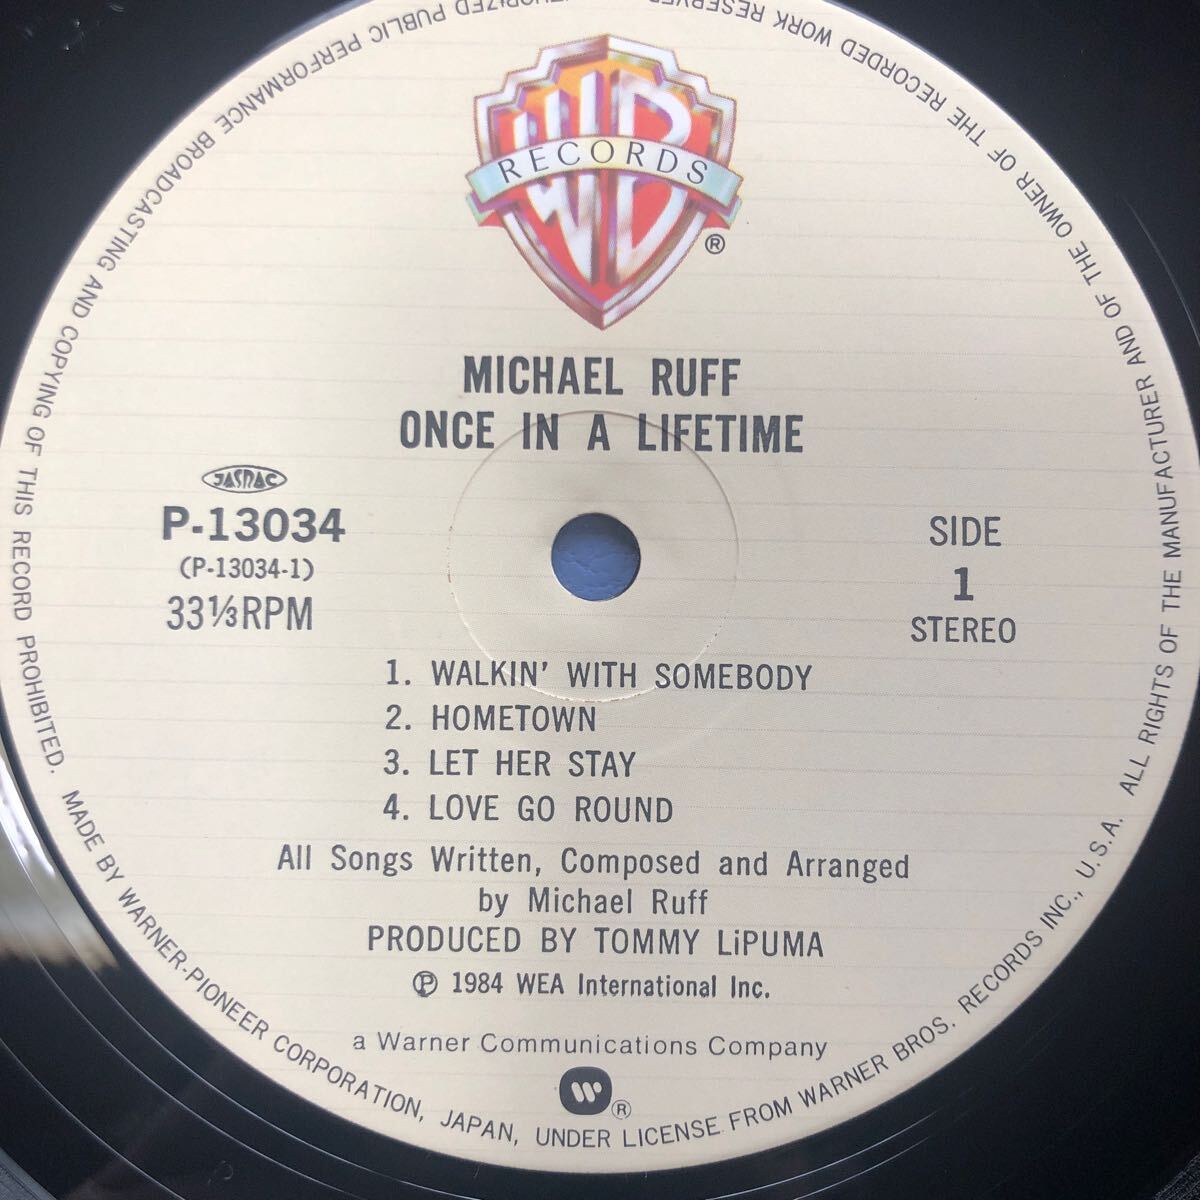 WB
RECORDS
®
MICHAEL RUFF
ONCE IN A LIFETIME
JASRAC
P-13034
(P-13034-1)
33⅓RPM
SIDE
1
STEREO
1. WALKIN' WITH SOMEBODY
2. HOMETOWN
3. LET HER STAY
4. LOVE GO ROUND
All Songs Written, Composed and Arranged
by Michael Ruff
PRODUCED BY TOMMY LiPUMA
Ⓟ 1984 WEA International Inc.
a Warner Communications Company
®
MADE BY WARNER-PIONEER CORPORATION, JAPAN, UNDER LICENSE FROM WARNER BROS. RECORDS INC., U.S.A. ALL RIGHTS OF THE MANUFACTURER AND OF THE OWNER OF THE RECORDED WORK RESERVED PUBLIC PERFORMANCE BROADCASTING AND COPYING OF THIS RECORD PROHIBITED.